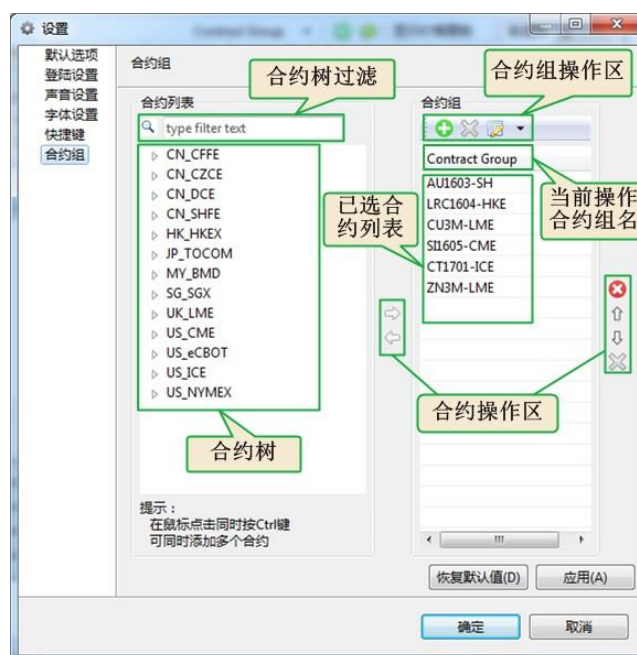 设置
默认选项
登陆设置
声音设置
字体设置
快捷键
合约组
合约组
合约树过滤
合约组操作区
合约列表
type filter text
CN_CFFE
CN_CZCE
CN_DCE
CN_SHFE
HK_HKEX
JP_TOCOM
MY_BMD
SG_SGX
UK_LME
US_CME
US_eCBOT
US_ICE
US_NYMEX
合约树
提示：
在鼠标点击同时按Ctrl键
可同时添加多个合约
已选合
约列表
合约组
Contract Group
AU1603-SH
LRC1604-HKE
CU3M-LME
SI1605-CME
CT1701-ICE
ZN3M-LME
当前操作
合约组名
合约操作区
恢复默认值(D)
应用(A)
确定
取消